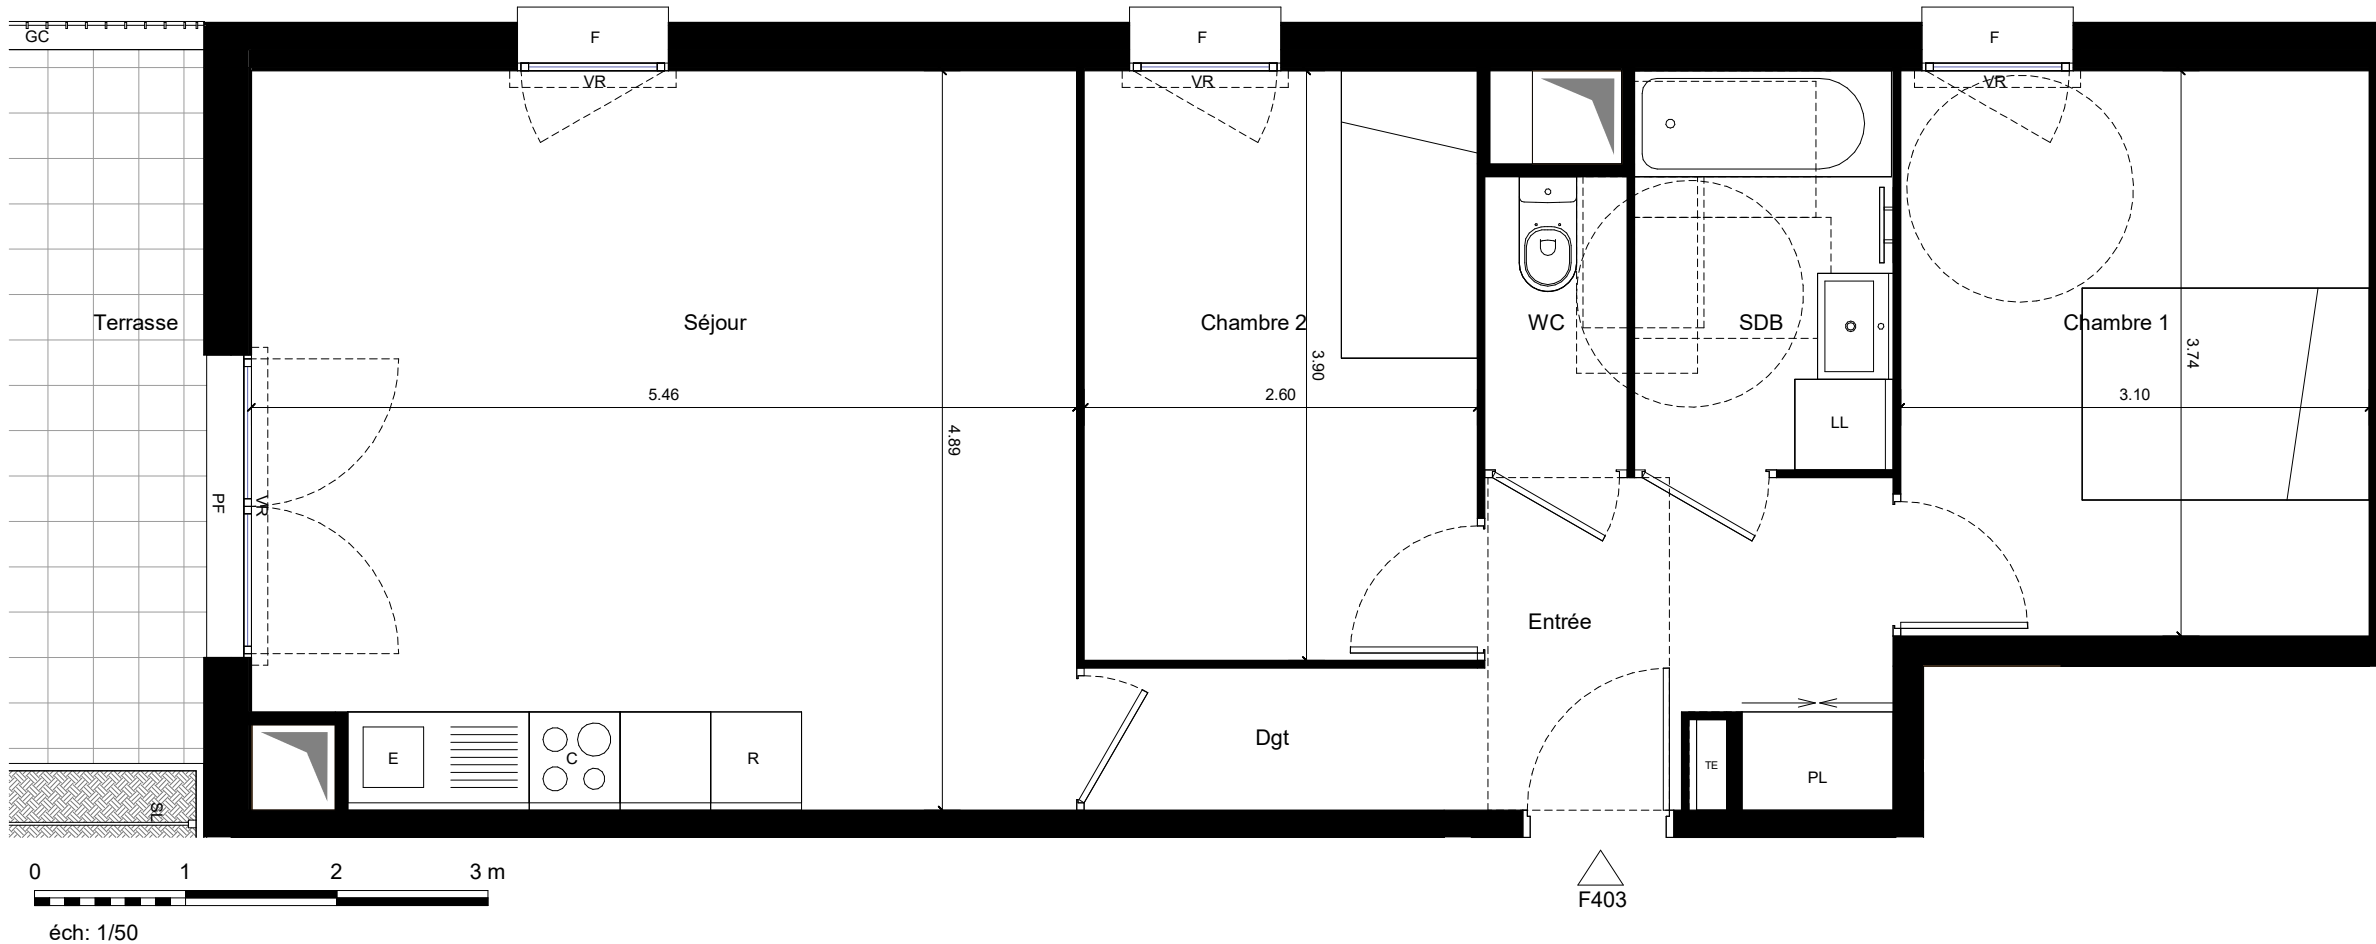 GC
F
F
F
VR
VR
VR
Terrasse
Séjour
Chambre 2
WC
SDB
Chambre 1
3.90
3.74
5.46
2.60
3.10
4.89
LL
PF
VR
Entrée
Dgt
E
C
R
TE
PL
SL
0 1 2 3 m
éch: 1/50
F403